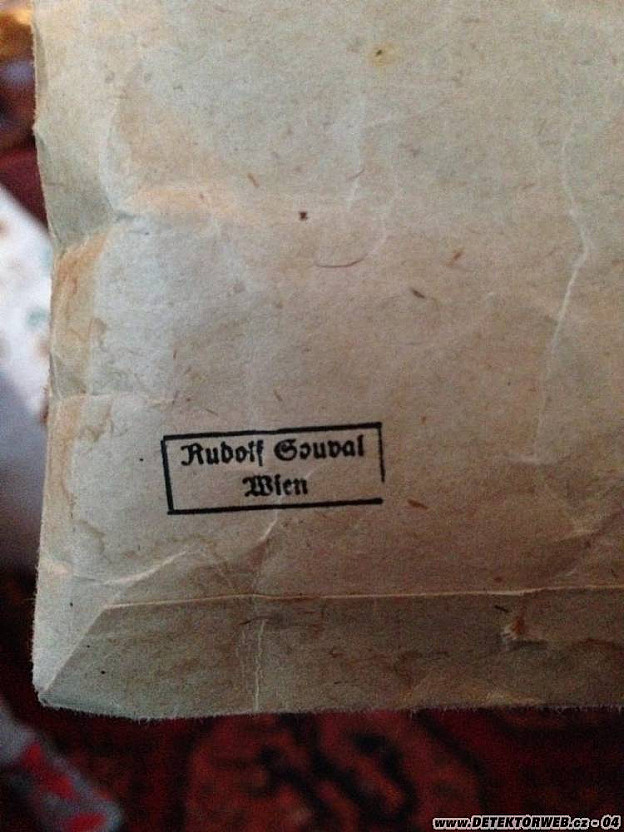 Rudolf Souval
Wien
www.DETEKTORWEB.cz - 04